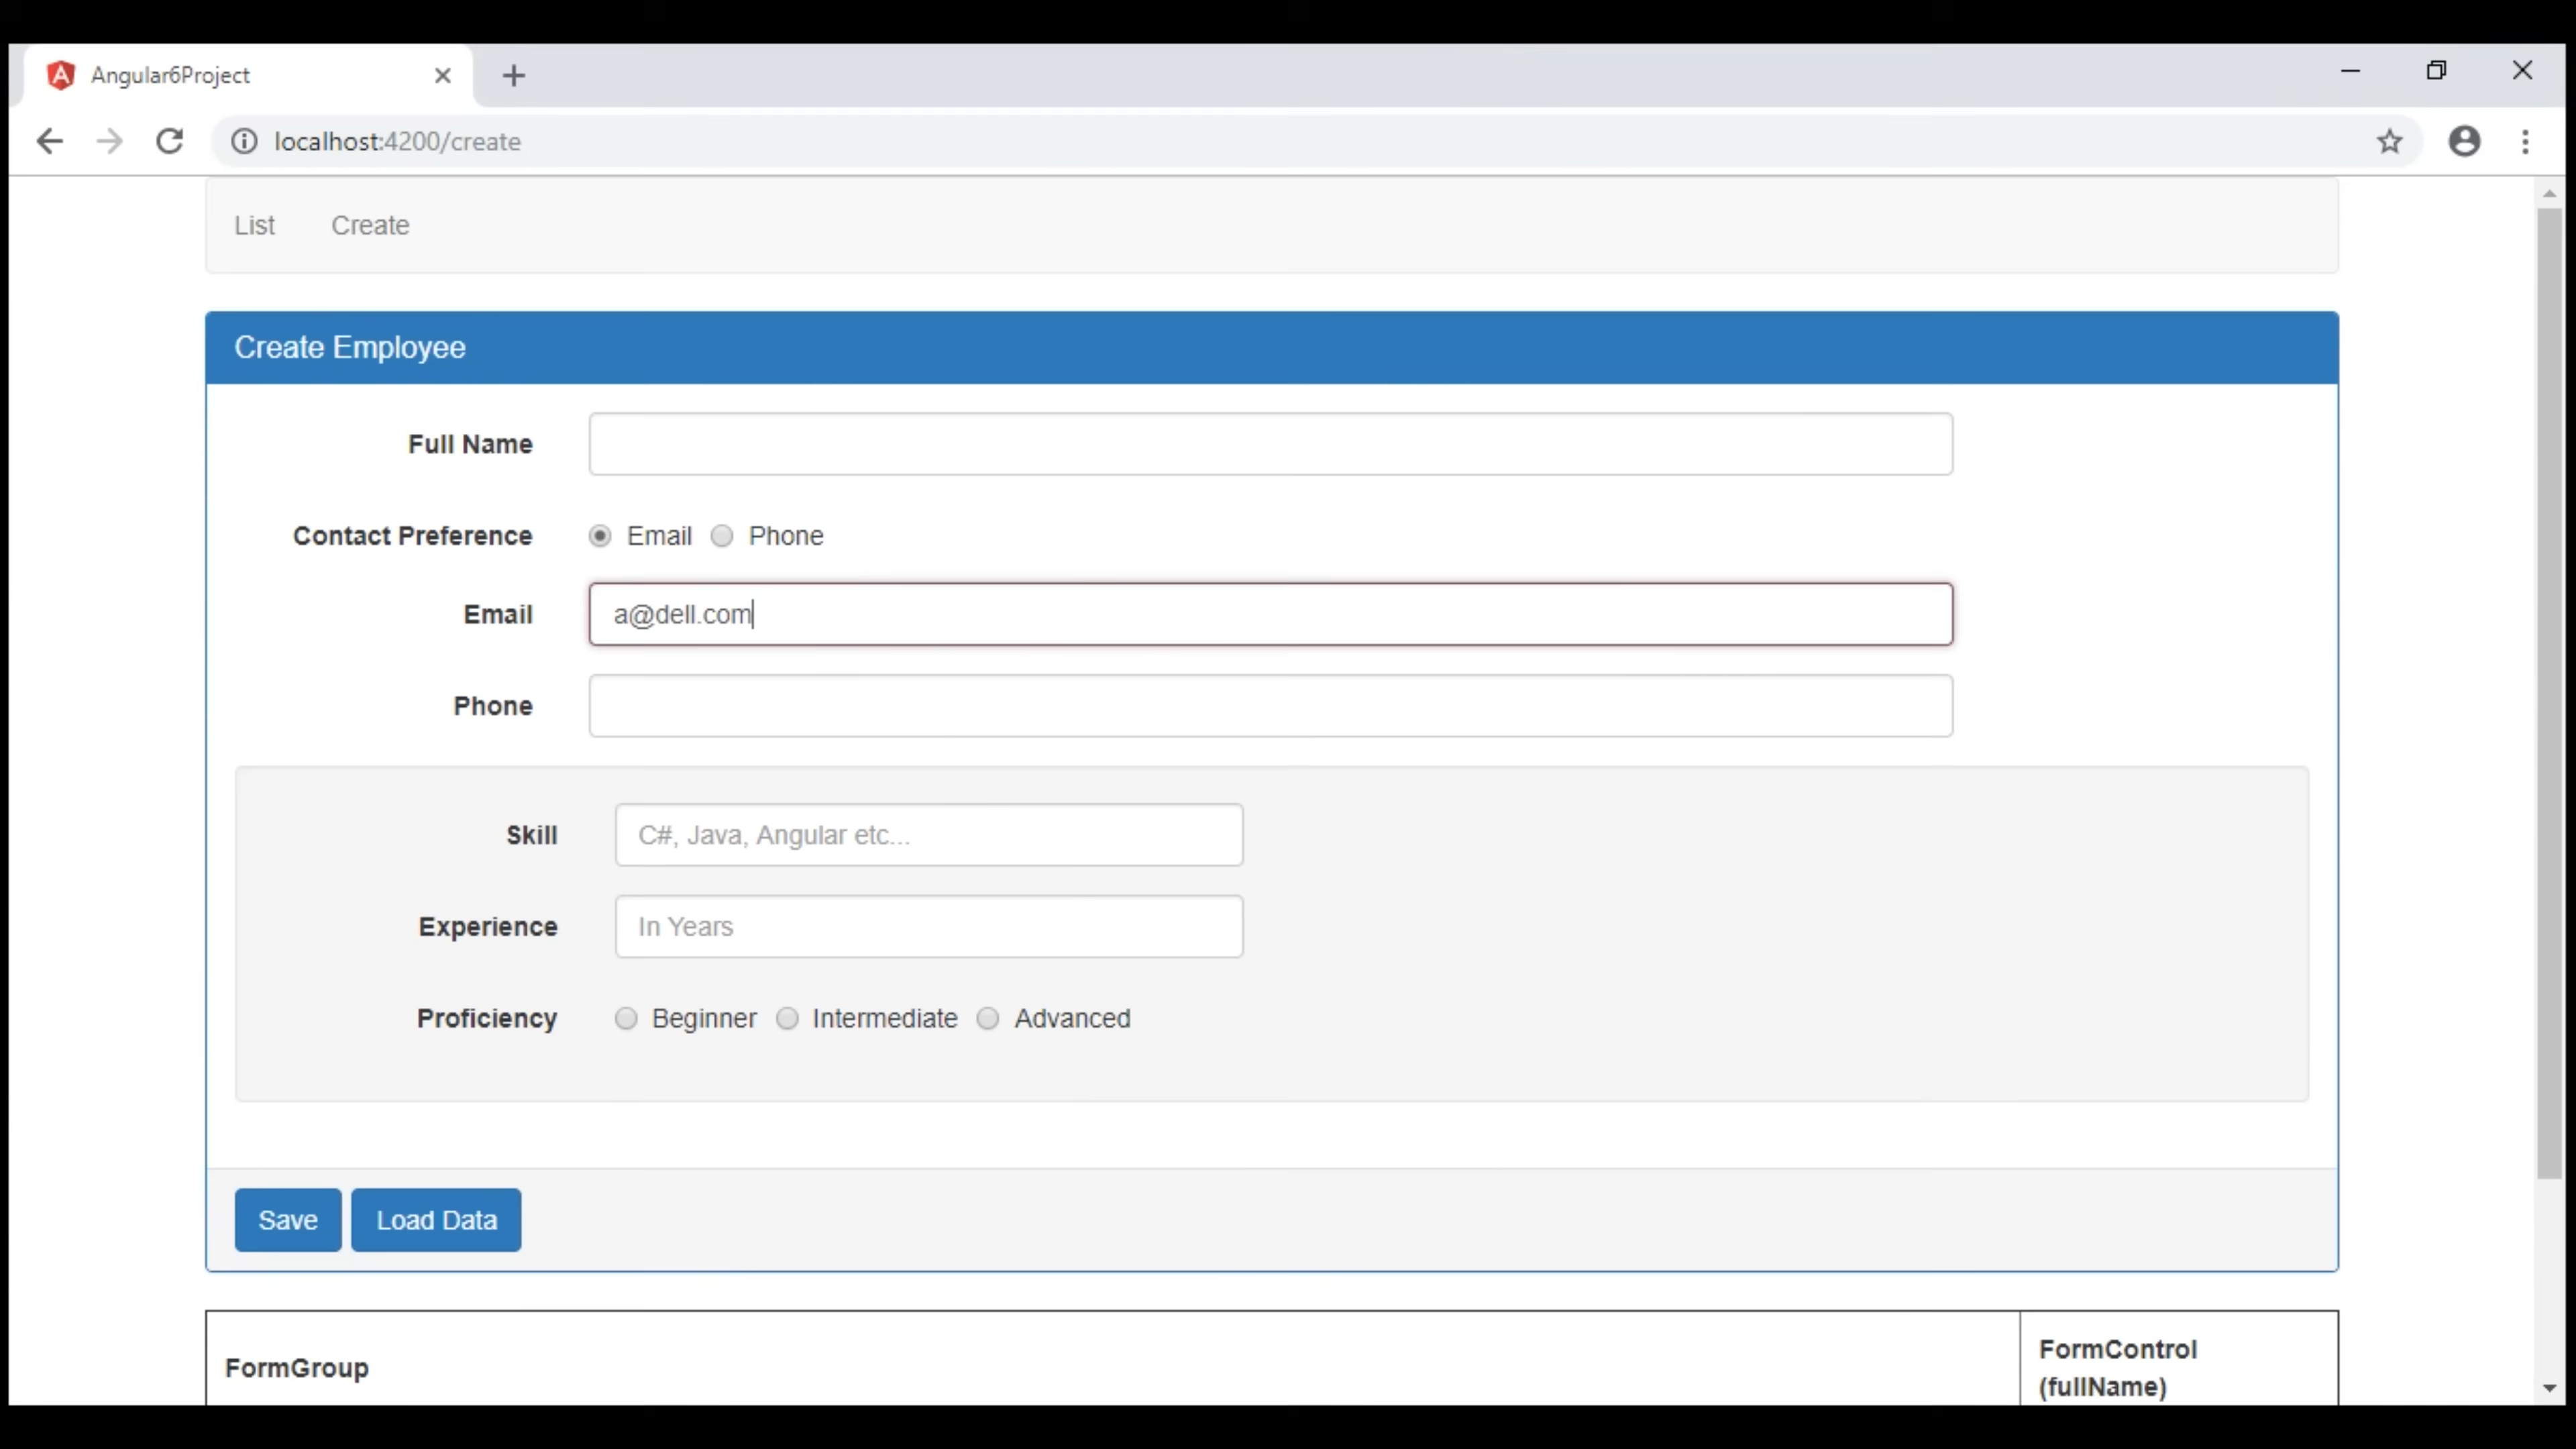 Angular6Project
localhost:4200/create
List Create
Create Employee
Full Name
Contact Preference Email Phone
Email a@dell.com
Phone
Skill C#, Java, Angular etc...
Experience In Years
Proficiency Beginner Intermediate Advanced
Save Load Data
FormGroup FormControl
(fullName)